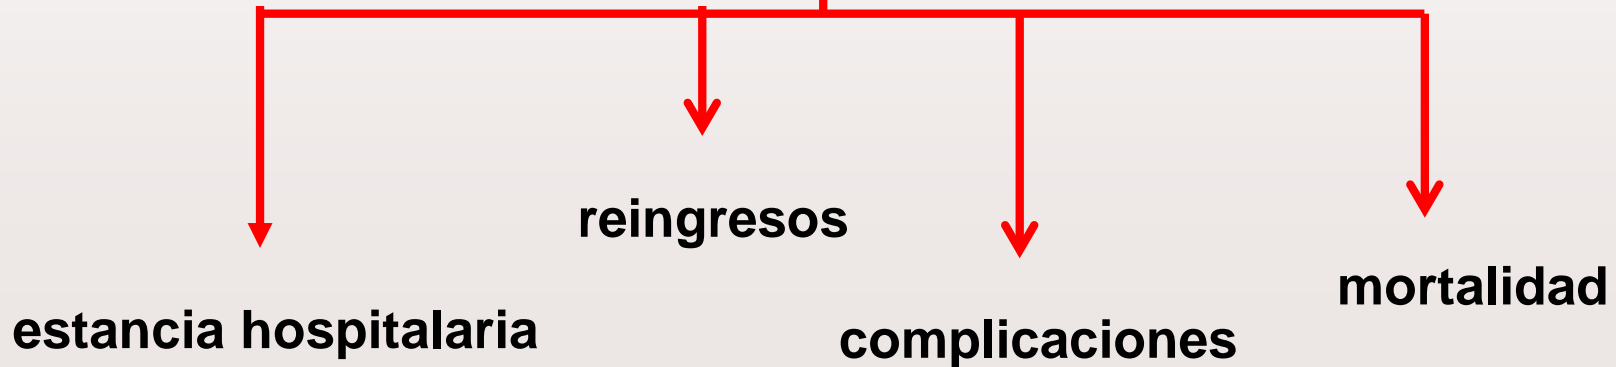 estancia hospitalaria
reingresos
complicaciones
mortalidad